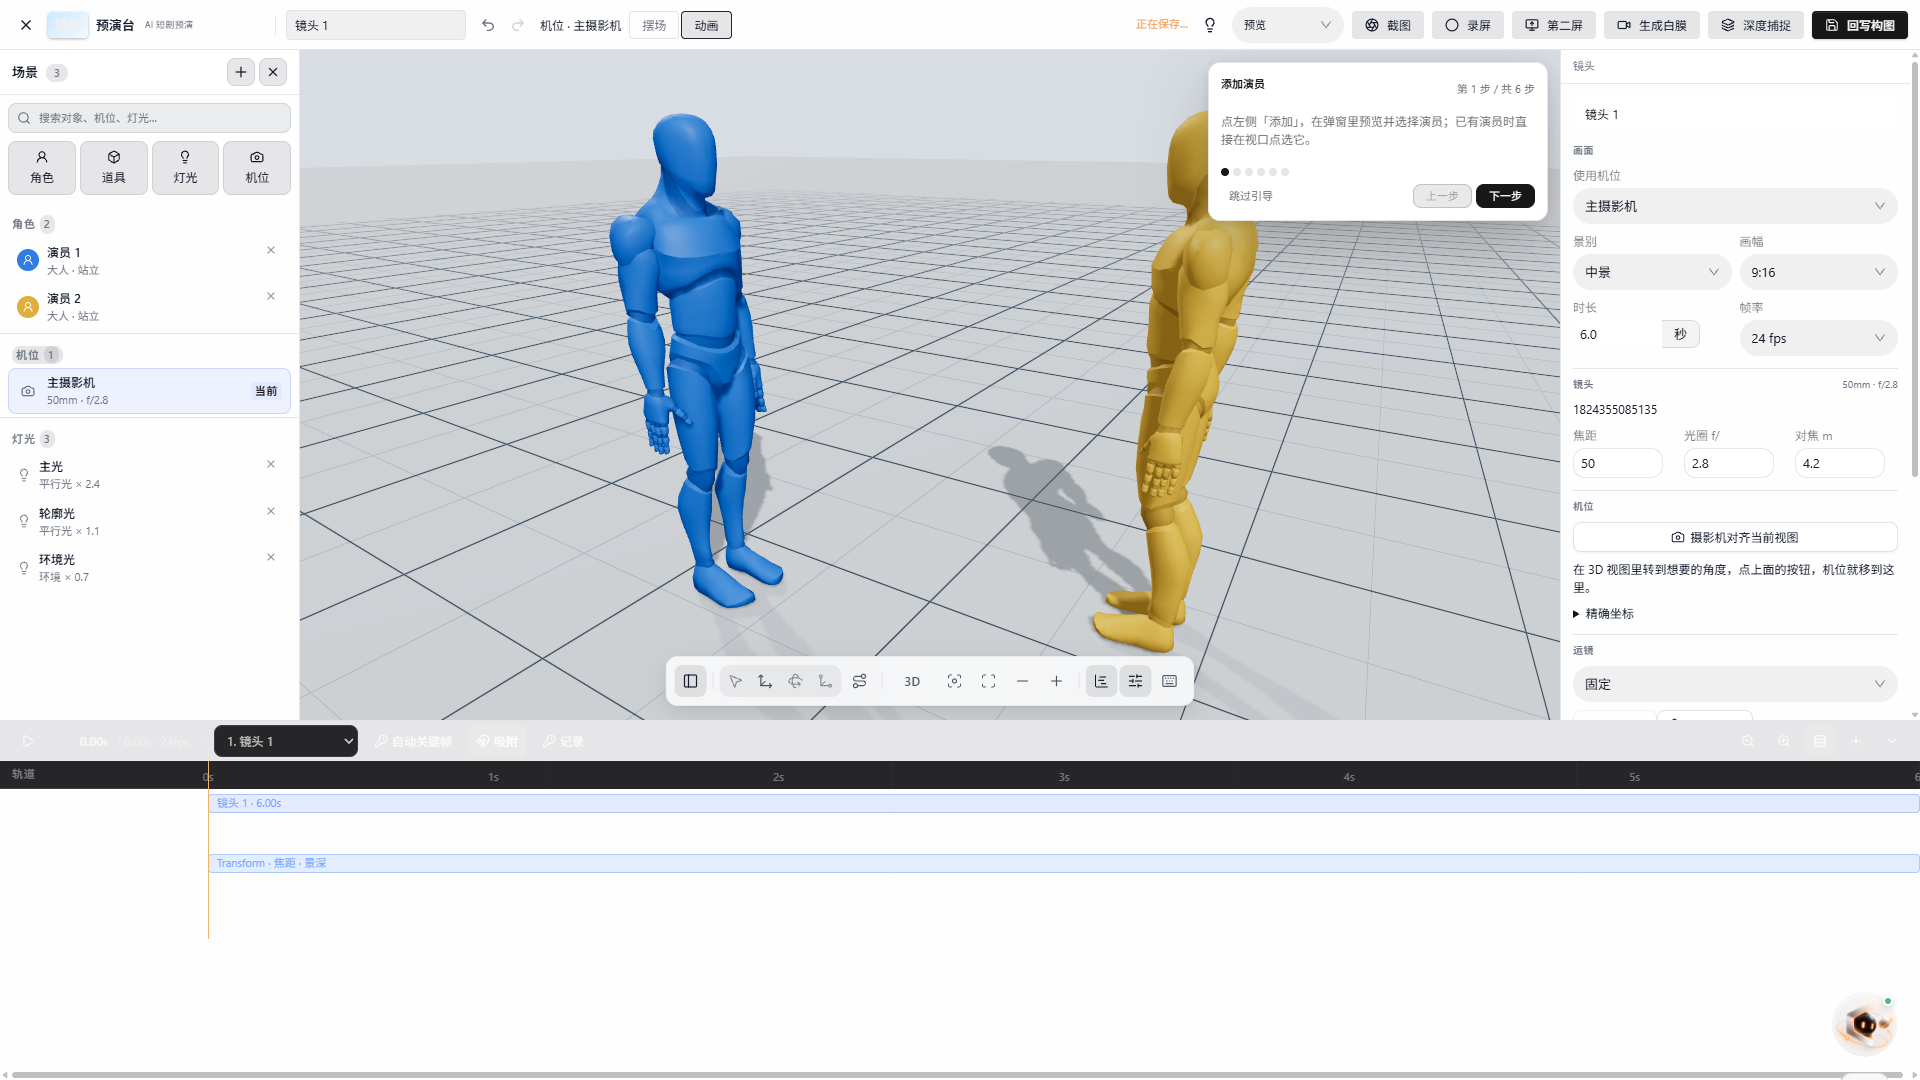 预演台
AI 短剧预演
镜头 1
机位 · 主摄影机
摆场
动画
正在保存...
预览
截图
录屏
第二屏
生成白膜
深度捕捉
回写构图
场景 3
搜索对象、机位、灯光...
角色
道具
灯光
机位
角色 2
演员 1
大人 · 站立
演员 2
大人 · 站立
机位 1
主摄影机
50mm · f/2.8
当前
灯光 3
主光
平行光 × 2.4
轮廓光
平行光 × 1.1
环境光
环境 × 0.7
添加演员
第 1 步 / 共 6 步
点左侧「添加」，在弹窗里预览并选择演员；已有演员时直
接在视口点选它。
跳过引导
上一步
下一步
3D
镜头
镜头 1
画面
使用机位
主摄影机
景别
画幅
中景
9:16
时长
帧率
6.0
秒
24 fps
镜头
50mm · f/2.8
1824355085135
焦距
光圈 f/
对焦 m
50
2.8
4.2
机位
摄影机对齐当前视图
在 3D 视图里转到想要的角度，点上面的按钮，机位就移到这
里。
精确坐标
运镜
固定
0.00s / 6.00s · 24fps
1. 镜头 1
自动关键帧
吸附
记录
轨道
0s
1s
2s
3s
4s
5s
6
镜头 1 · 6.00s
Transform · 焦距 · 景深